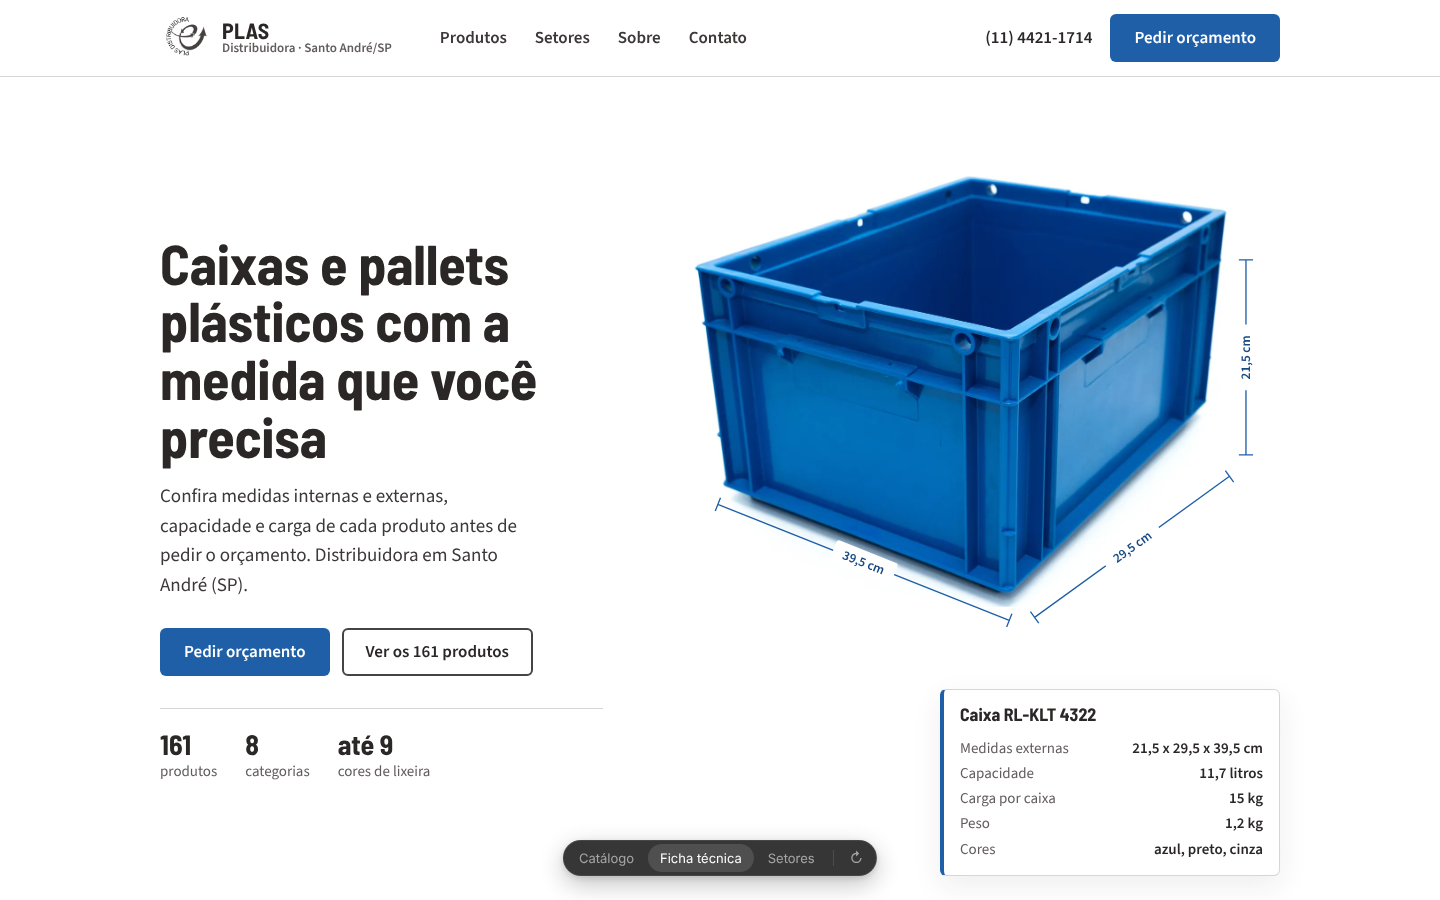 PLAS DISTRIBUIDORA
PLAS
Distribuidora · Santo André/SP
Produtos
Setores
Sobre
Contato
(11) 4421-1714
Pedir orçamento
Caixas e pallets
plásticos com a
medida que você
precisa
Confira medidas internas e externas,
capacidade e carga de cada produto antes de
pedir o orçamento. Distribuidora em Santo
André (SP).
Pedir orçamento
Ver os 161 produtos
161
produtos
8
categorias
até 9
cores de lixeira
21,5 cm
39,5 cm
29,5 cm
Caixa RL-KLT 4322
Medidas externas 21,5 x 29,5 x 39,5 cm
Capacidade 11,7 litros
Carga por caixa 15 kg
Peso 1,2 kg
Cores azul, preto, cinza
Catálogo
Ficha técnica
Setores